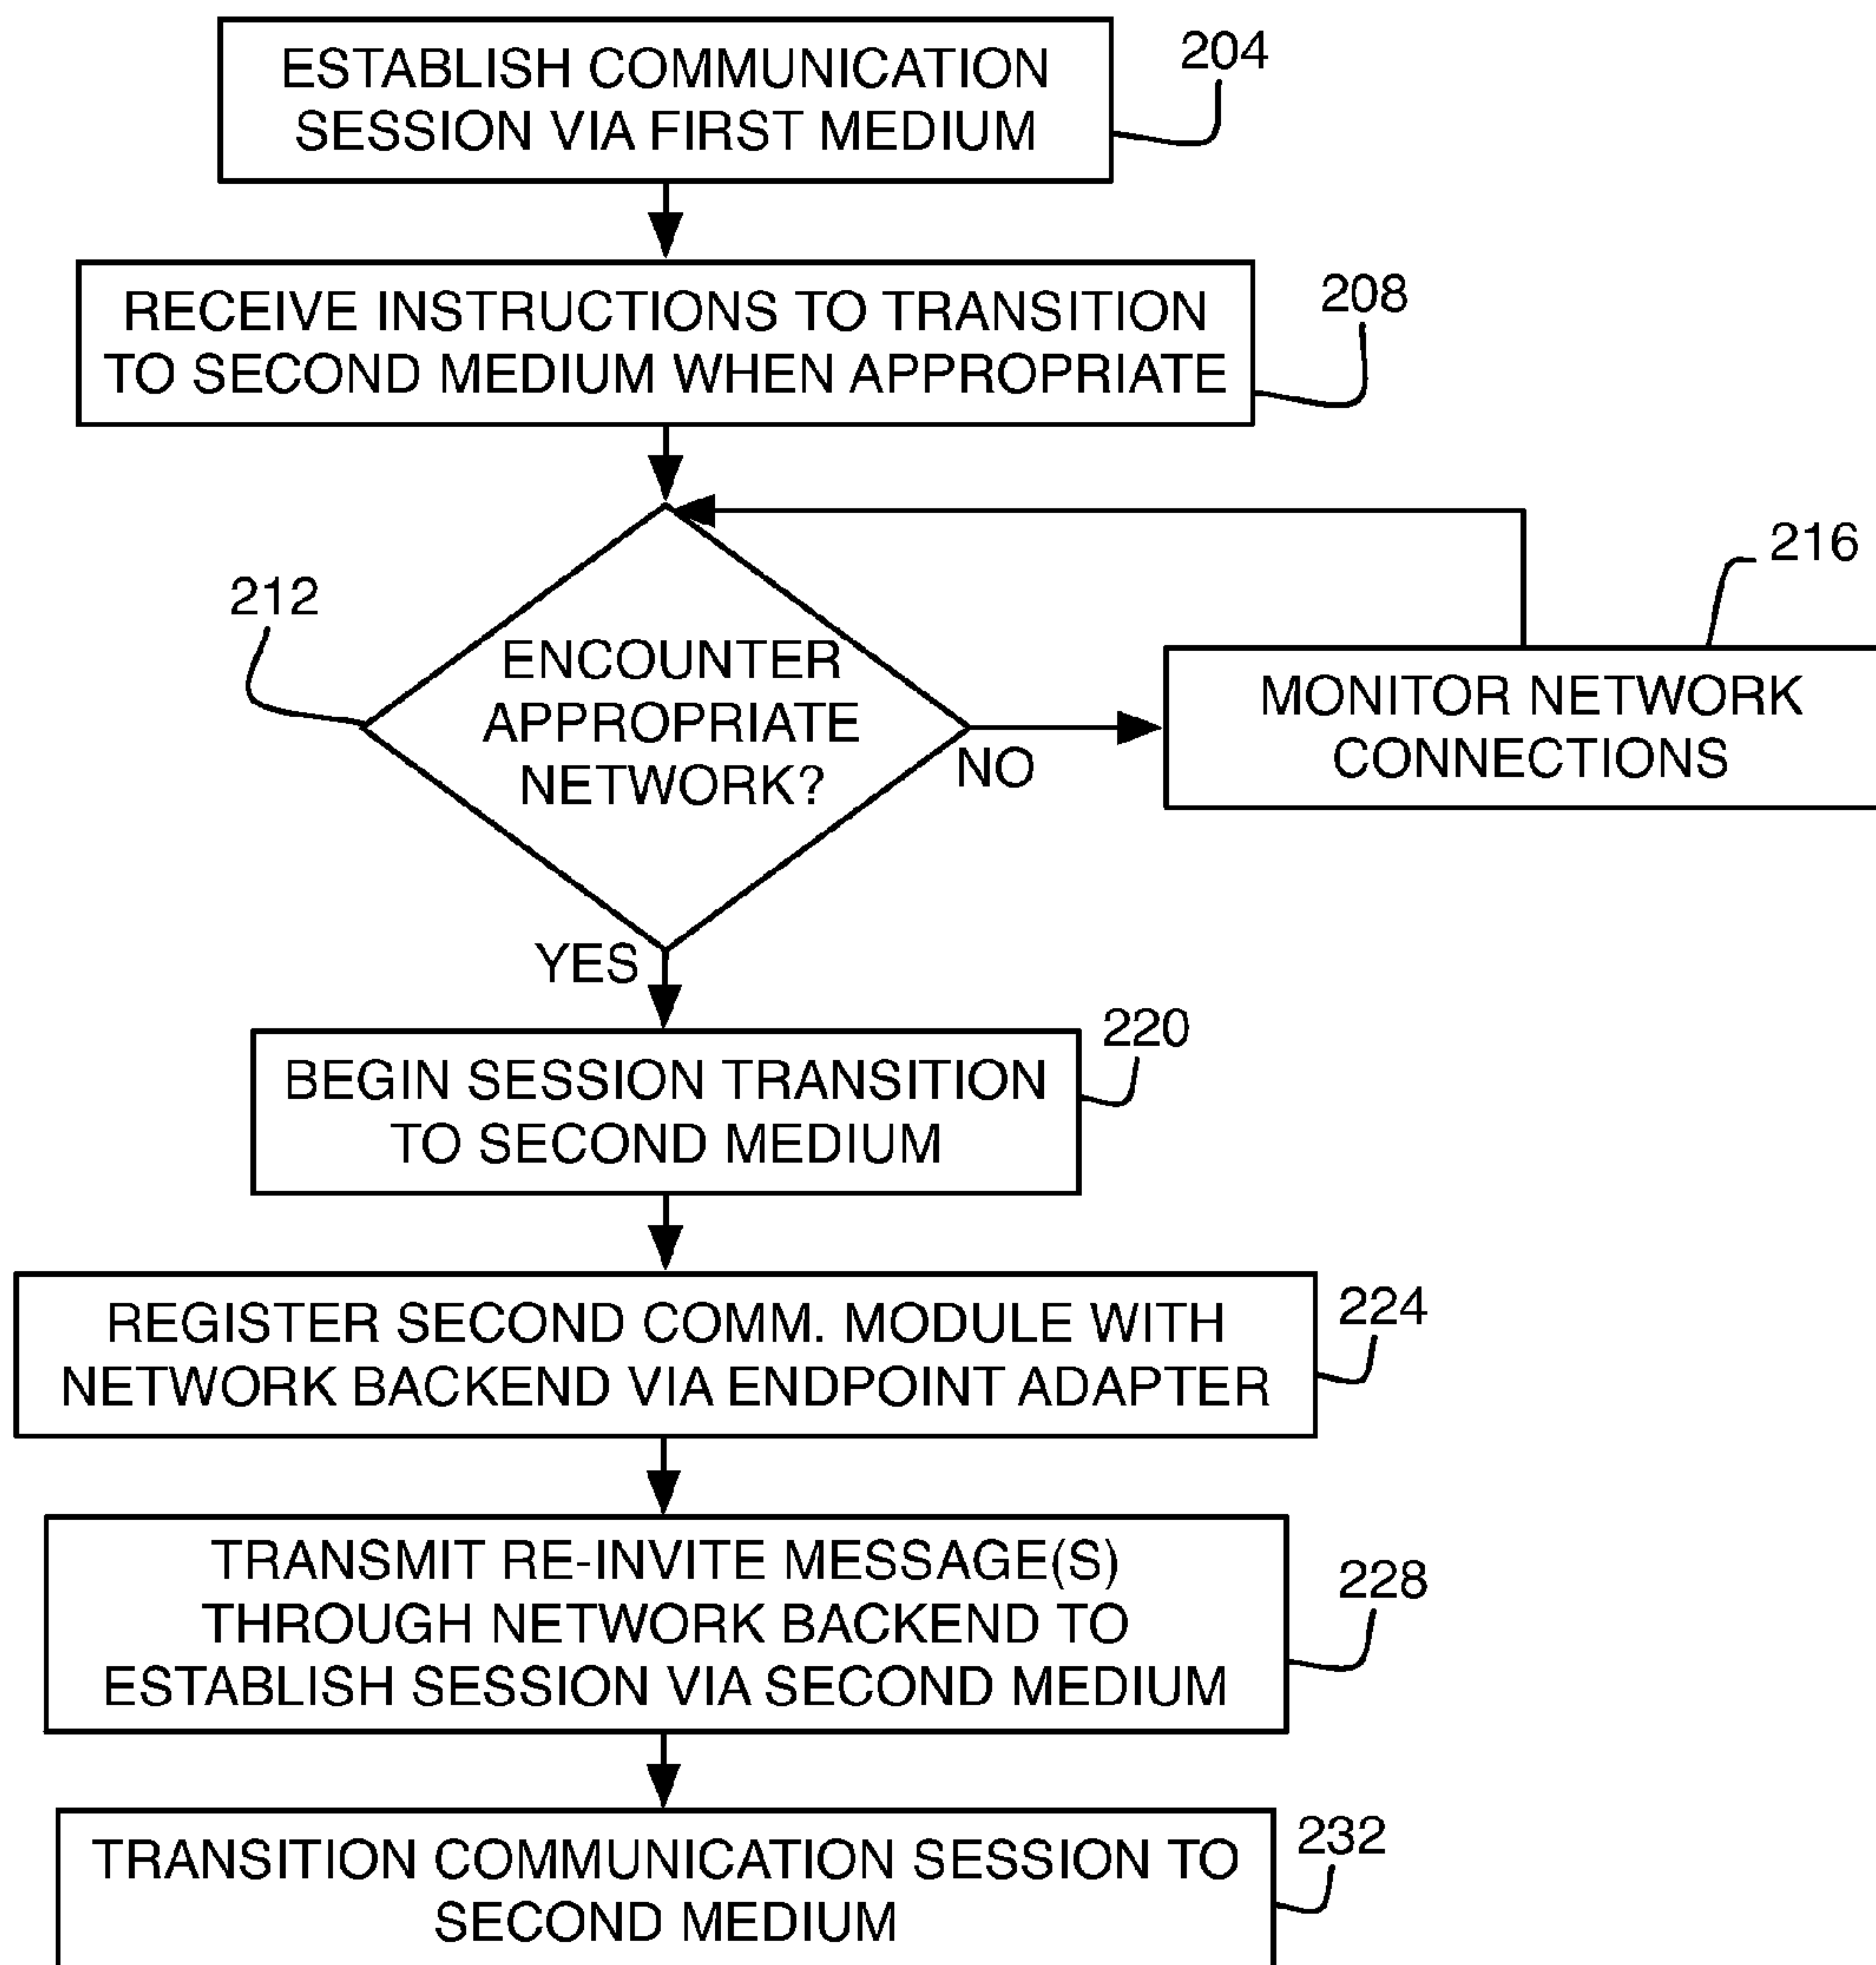 ESTABLISH COMMUNICATION
SESSION VIA FIRST MEDIUM
204
RECEIVE INSTRUCTIONS TO TRANSITION
TO SECOND MEDIUM WHEN APPROPRIATE
208
212
ENCOUNTER
APPROPRIATE
NETWORK?
NO
216
MONITOR NETWORK
CONNECTIONS
YES
220
BEGIN SESSION TRANSITION
TO SECOND MEDIUM
224
REGISTER SECOND COMM. MODULE WITH
NETWORK BACKEND VIA ENDPOINT ADAPTER
228
TRANSMIT RE-INVITE MESSAGE(S)
THROUGH NETWORK BACKEND TO
ESTABLISH SESSION VIA SECOND MEDIUM
232
TRANSITION COMMUNICATION SESSION TO
SECOND MEDIUM